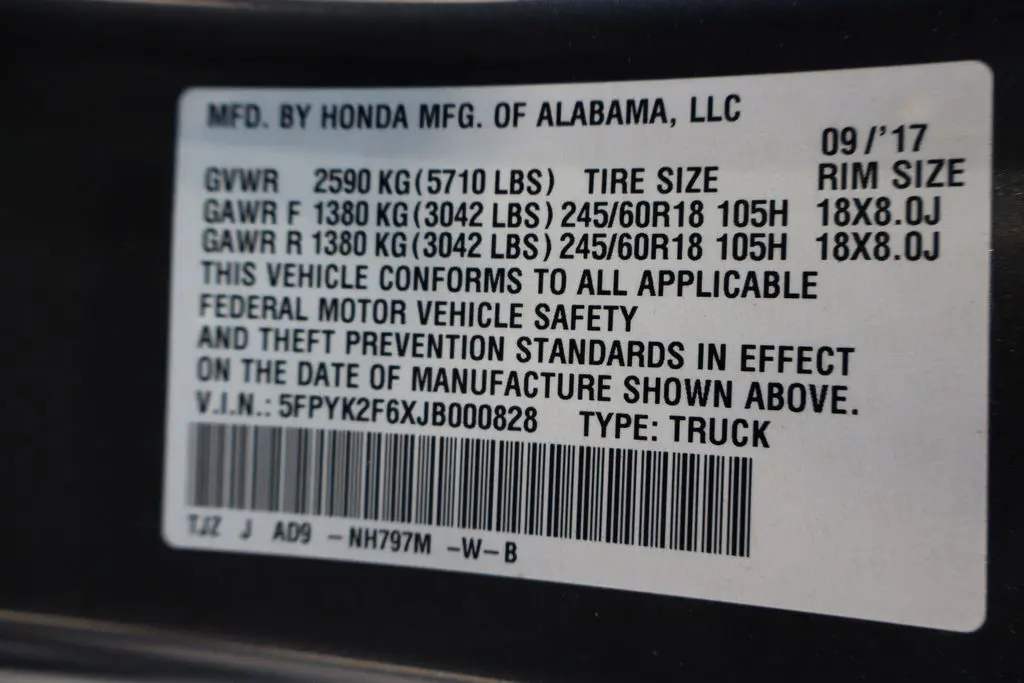 MFD. BY HONDA MFG. OF ALABAMA, LLC
09/'17
GVWR 2590 KG (5710 LBS) TIRE SIZE RIM SIZE
GAWR F 1380 KG (3042 LBS) 245/60R18 105H 18X8.0J
GAWR R 1380 KG (3042 LBS) 245/60R18 105H 18X8.0J
THIS VEHICLE CONFORMS TO ALL APPLICABLE
FEDERAL MOTOR VEHICLE SAFETY
AND THEFT PREVENTION STANDARDS IN EFFECT
ON THE DATE OF MANUFACTURE SHOWN ABOVE.
V.I.N.: 5FPYK2F6XJB000828 TYPE: TRUCK
TJZ J AD9 -NH797M -W-B